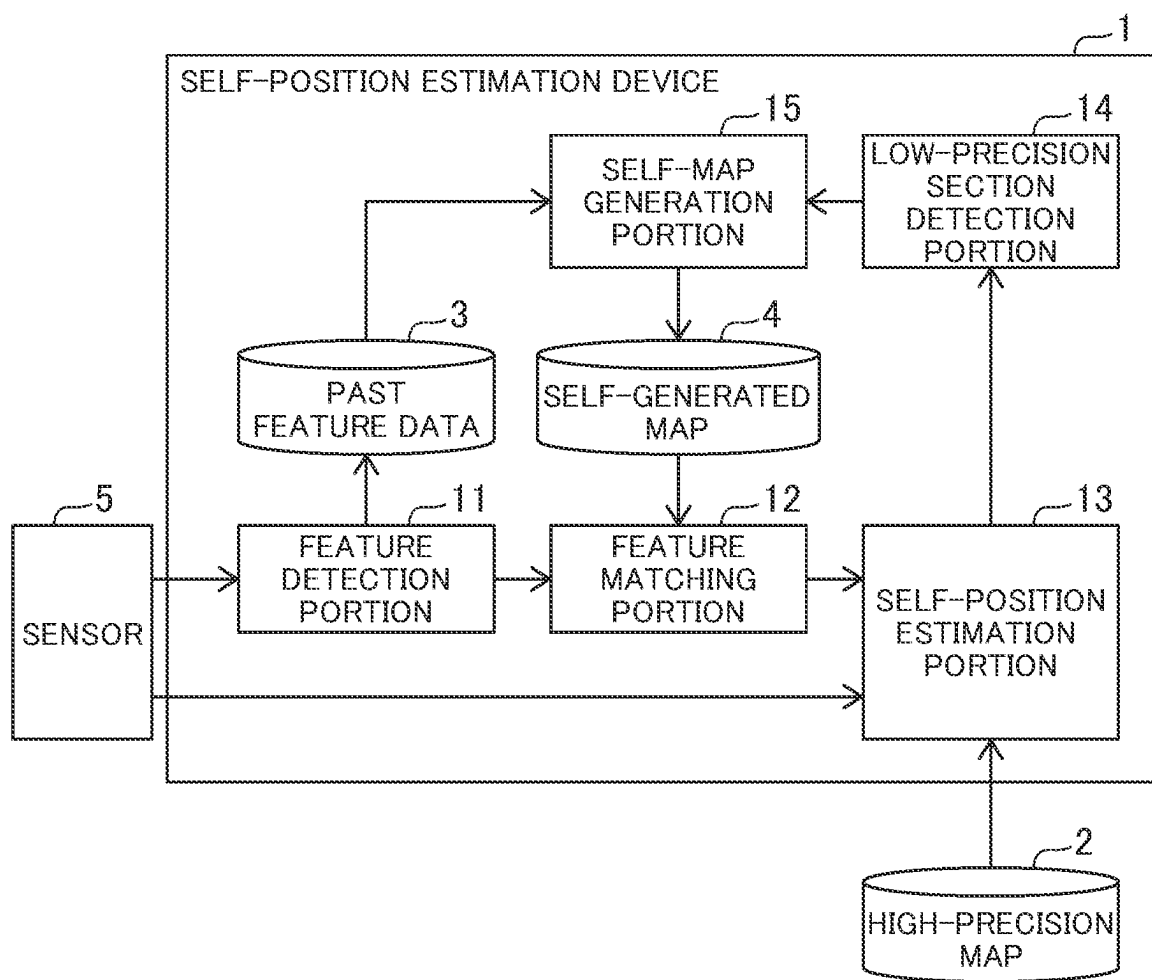 1
SELF-POSITION ESTIMATION DEVICE
15
14
SELF-MAP
GENERATION
PORTION
LOW-PRECISION
SECTION
DETECTION
PORTION
3
4
PAST
FEATURE DATA
SELF-GENERATED
MAP
5
11
12
13
SENSOR
FEATURE
DETECTION
PORTION
FEATURE
MATCHING
PORTION
SELF-POSITION
ESTIMATION
PORTION
2
HIGH-PRECISION
MAP